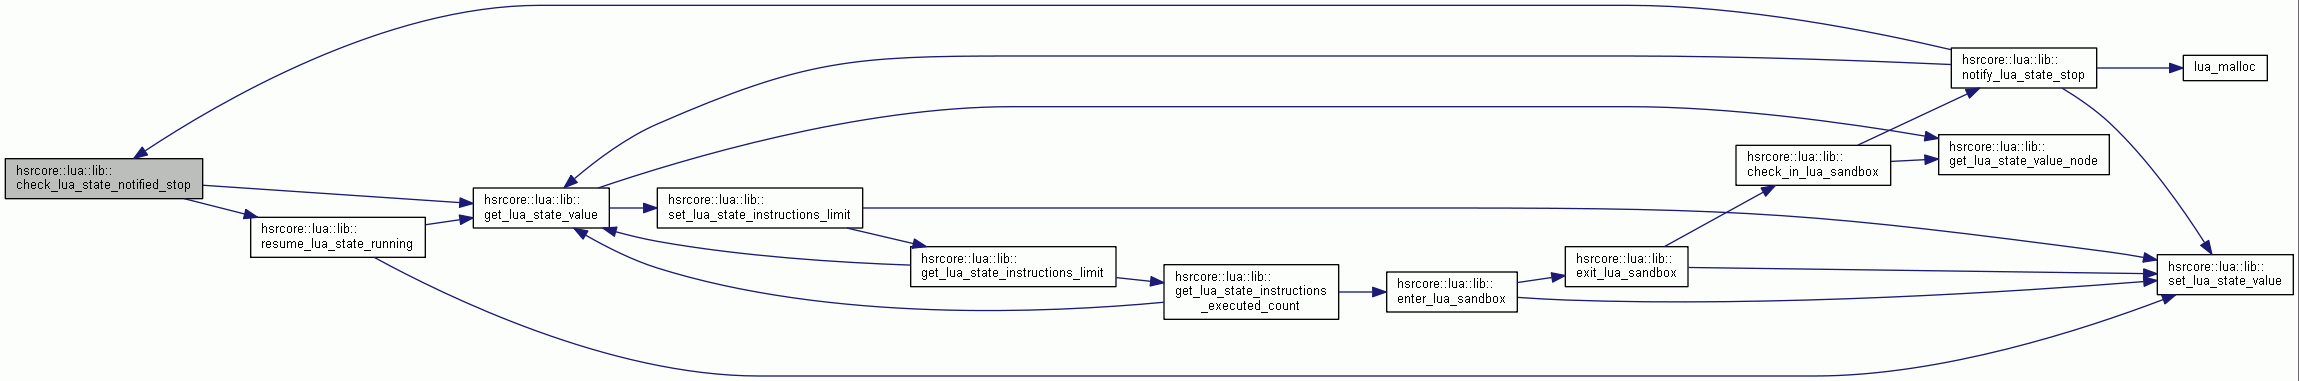 hsrcore::lua::lib::
check_lua_state_notified_stop
hsrcore::lua::lib::
resume_lua_state_running
hsrcore::lua::lib::
get_lua_state_value
hsrcore::lua::lib::
set_lua_state_instructions_limit
hsrcore::lua::lib::
get_lua_state_instructions_limit
hsrcore::lua::lib::
get_lua_state_instructions
_executed_count
hsrcore::lua::lib::
enter_lua_sandbox
hsrcore::lua::lib::
exit_lua_sandbox
hsrcore::lua::lib::
check_in_lua_sandbox
hsrcore::lua::lib::
notify_lua_state_stop
hsrcore::lua::lib::
get_lua_state_value_node
lua_malloc
hsrcore::lua::lib::
set_lua_state_value